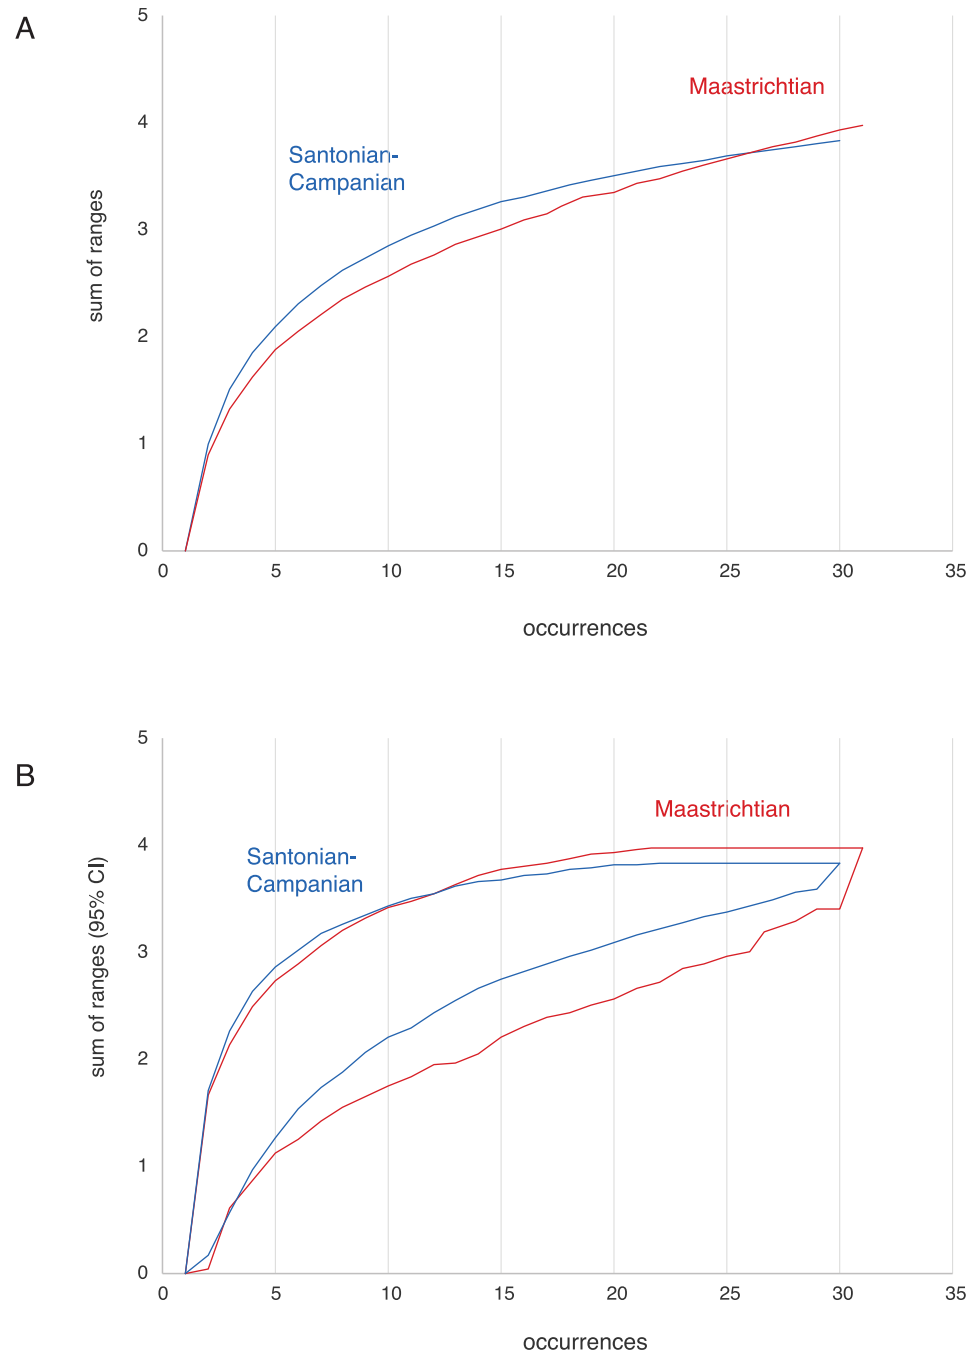 A
5
4
3
2
1
0
sum of ranges
Santonian-
Campanian
Maastrichtian
0 5 10 15 20 25 30 35
occurrences
B
5
4
3
2
1
0
sum of ranges (95% CI)
Santonian-
Campanian
Maastrichtian
0 5 10 15 20 25 30 35
occurrences